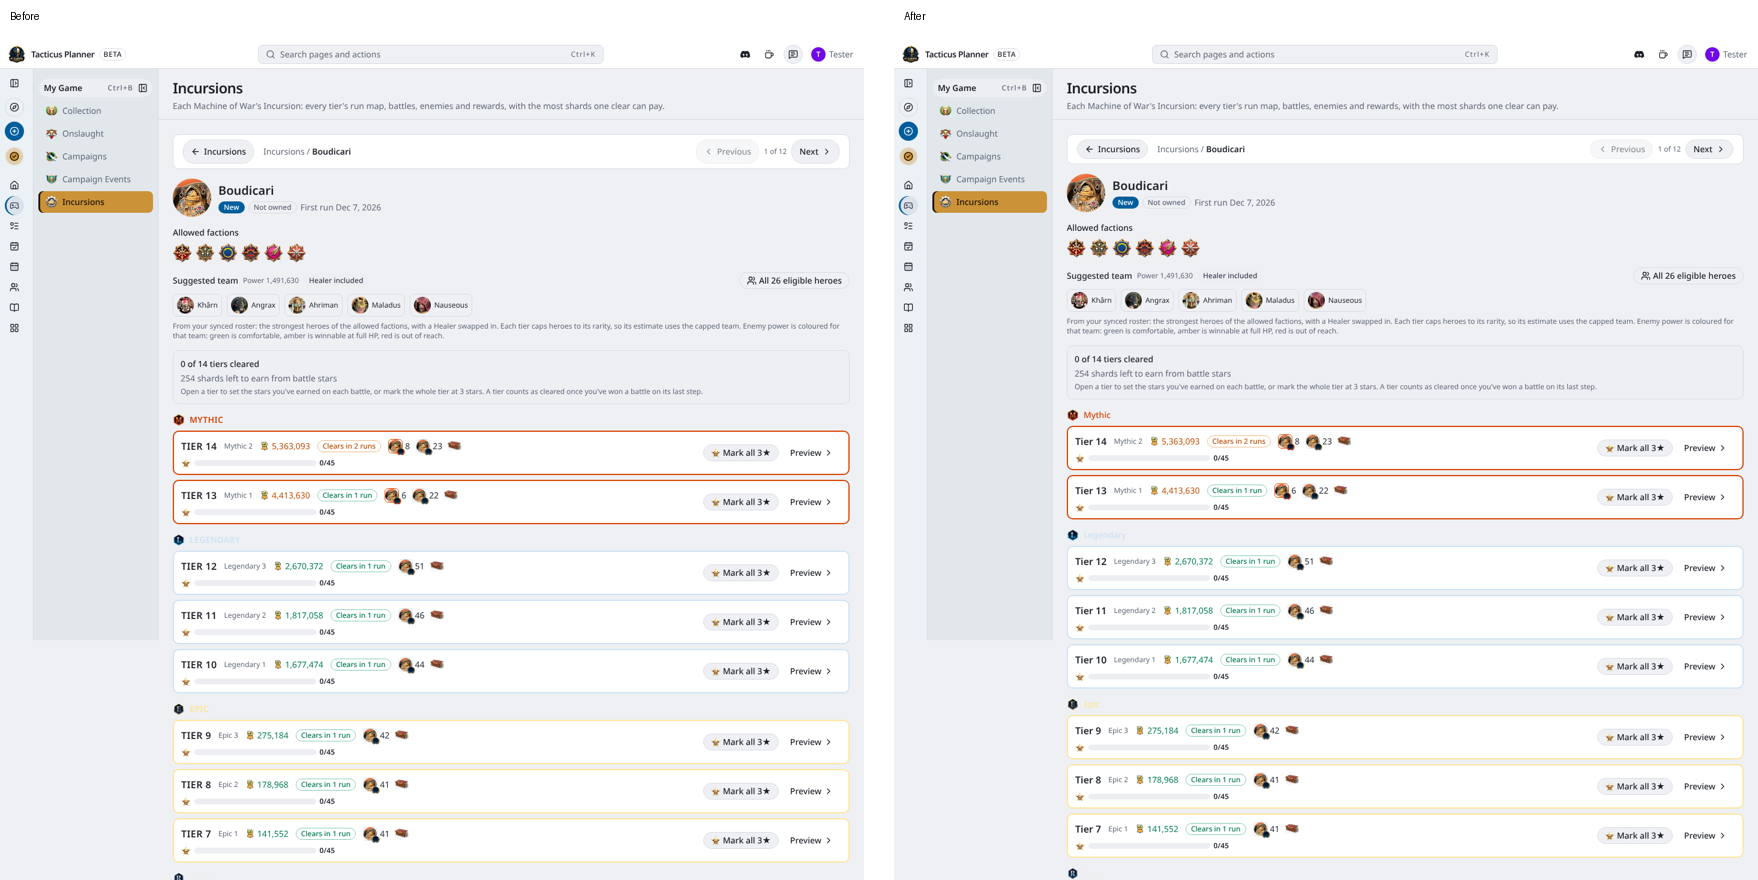 Before
Tacticus Planner BETA
Search pages and actions Ctrl+K
T Tester
My Game Ctrl+B
Collection
Onslaught
Campaigns
Campaign Events
Incursions
Incursions
Each Machine of War's Incursion: every tier's run map, battles, enemies and rewards, with the most shards one clear can pay.
Incursions
Incursions / Boudicari
Previous 1 of 12 Next
Boudicari
New Not owned First run Dec 7, 2026
Allowed factions
Suggested team Power 1,491,630 Healer included
All 26 eligible heroes
Khârn Angrax Ahriman Maladus Nauseous
From your synced roster: the strongest heroes of the allowed factions, with a Healer swapped in. Each tier caps heroes to its rarity, so its estimate uses the capped team. Enemy power is coloured for
that team: green is comfortable, amber is winnable at full HP, red is out of reach.
0 of 14 tiers cleared
254 shards left to earn from battle stars
Open a tier to set the stars you've earned on each battle, or mark the whole tier at 3 stars. A tier counts as cleared once you've won a battle on its last step.
MYTHIC
TIER 14 Mythic 2 5,363,093 Clears in 2 runs 8 23
0/45
Mark all 3★ Preview
TIER 13 Mythic 1 4,413,630 Clears in 1 run 6 22
0/45
Mark all 3★ Preview
LEGENDARY
TIER 12 Legendary 3 2,670,372 Clears in 1 run 51
0/45
Mark all 3★ Preview
TIER 11 Legendary 2 1,817,058 Clears in 1 run 46
0/45
Mark all 3★ Preview
TIER 10 Legendary 1 1,677,474 Clears in 1 run 44
0/45
Mark all 3★ Preview
EPIC
TIER 9 Epic 3 275,184 Clears in 1 run 42
0/45
Mark all 3★ Preview
TIER 8 Epic 2 178,968 Clears in 1 run 41
0/45
Mark all 3★ Preview
TIER 7 Epic 1 141,552 Clears in 1 run 41
0/45
Mark all 3★ Preview
After
Tacticus Planner BETA
Search pages and actions Ctrl+K
T Tester
My Game Ctrl+B
Collection
Onslaught
Campaigns
Campaign Events
Incursions
Incursions
Each Machine of War's Incursion: every tier's run map, battles, enemies and rewards, with the most shards one clear can pay.
Incursions
Incursions / Boudicari
Previous 1 of 12 Next
Boudicari
New Not owned First run Dec 7, 2026
Allowed factions
Suggested team Power 1,491,630 Healer included
All 26 eligible heroes
Khârn Angrax Ahriman Maladus Nauseous
From your synced roster: the strongest heroes of the allowed factions, with a Healer swapped in. Each tier caps heroes to its rarity, so its estimate uses the capped team. Enemy power is coloured for
that team: green is comfortable, amber is winnable at full HP, red is out of reach.
0 of 14 tiers cleared
254 shards left to earn from battle stars
Open a tier to set the stars you've earned on each battle, or mark the whole tier at 3 stars. A tier counts as cleared once you've won a battle on its last step.
Mythic
Tier 14 Mythic 2 5,363,093 Clears in 2 runs 8 23
0/45
Mark all 3★ Preview
Tier 13 Mythic 1 4,413,630 Clears in 1 run 6 22
0/45
Mark all 3★ Preview
Legendary
Tier 12 Legendary 3 2,670,372 Clears in 1 run 51
0/45
Mark all 3★ Preview
Tier 11 Legendary 2 1,817,058 Clears in 1 run 46
0/45
Mark all 3★ Preview
Tier 10 Legendary 1 1,677,474 Clears in 1 run 44
0/45
Mark all 3★ Preview
Epic
Tier 9 Epic 3 275,184 Clears in 1 run 42
0/45
Mark all 3★ Preview
Tier 8 Epic 2 178,968 Clears in 1 run 41
0/45
Mark all 3★ Preview
Tier 7 Epic 1 141,552 Clears in 1 run 41
0/45
Mark all 3★ Preview